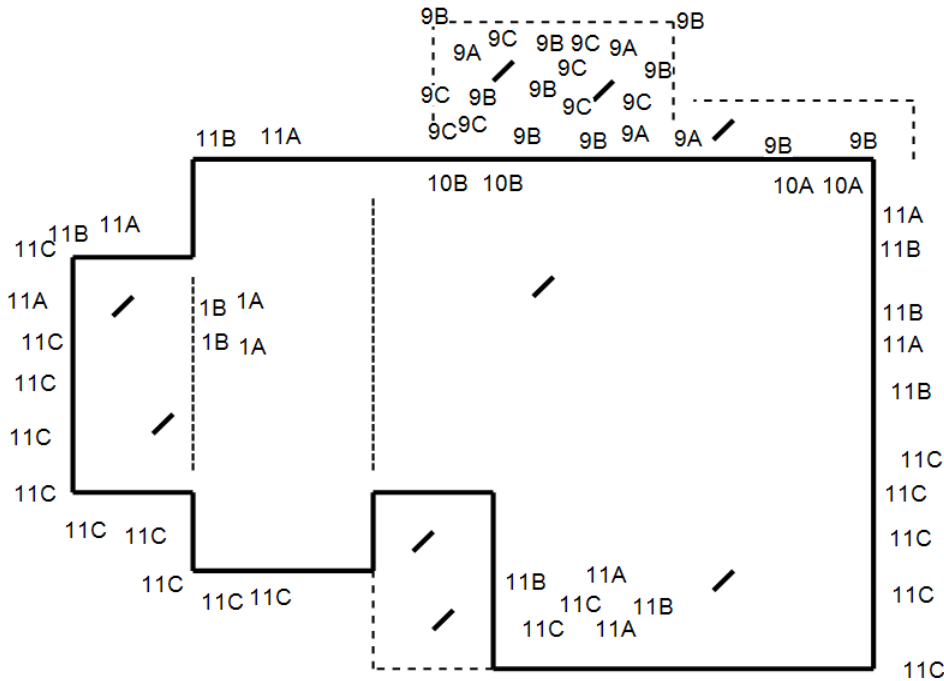 9B 9B
9C 9B 9C 9A
9A 9C 9B
9C 9B 9B 9C 9C
9C 9C 9B 9B 9A 9A 9B 9B
11B 11A
10B 10B 10A 10A
11C 11B 11A 11A
11B
11A 1B 1A 11B
11C 1B 1A 11A
11C 11B
11C 11C
11C 11C
11C 11C 11C
11C 11B 11A 11C
11C 11C 11C 11B
11C 11A
11C